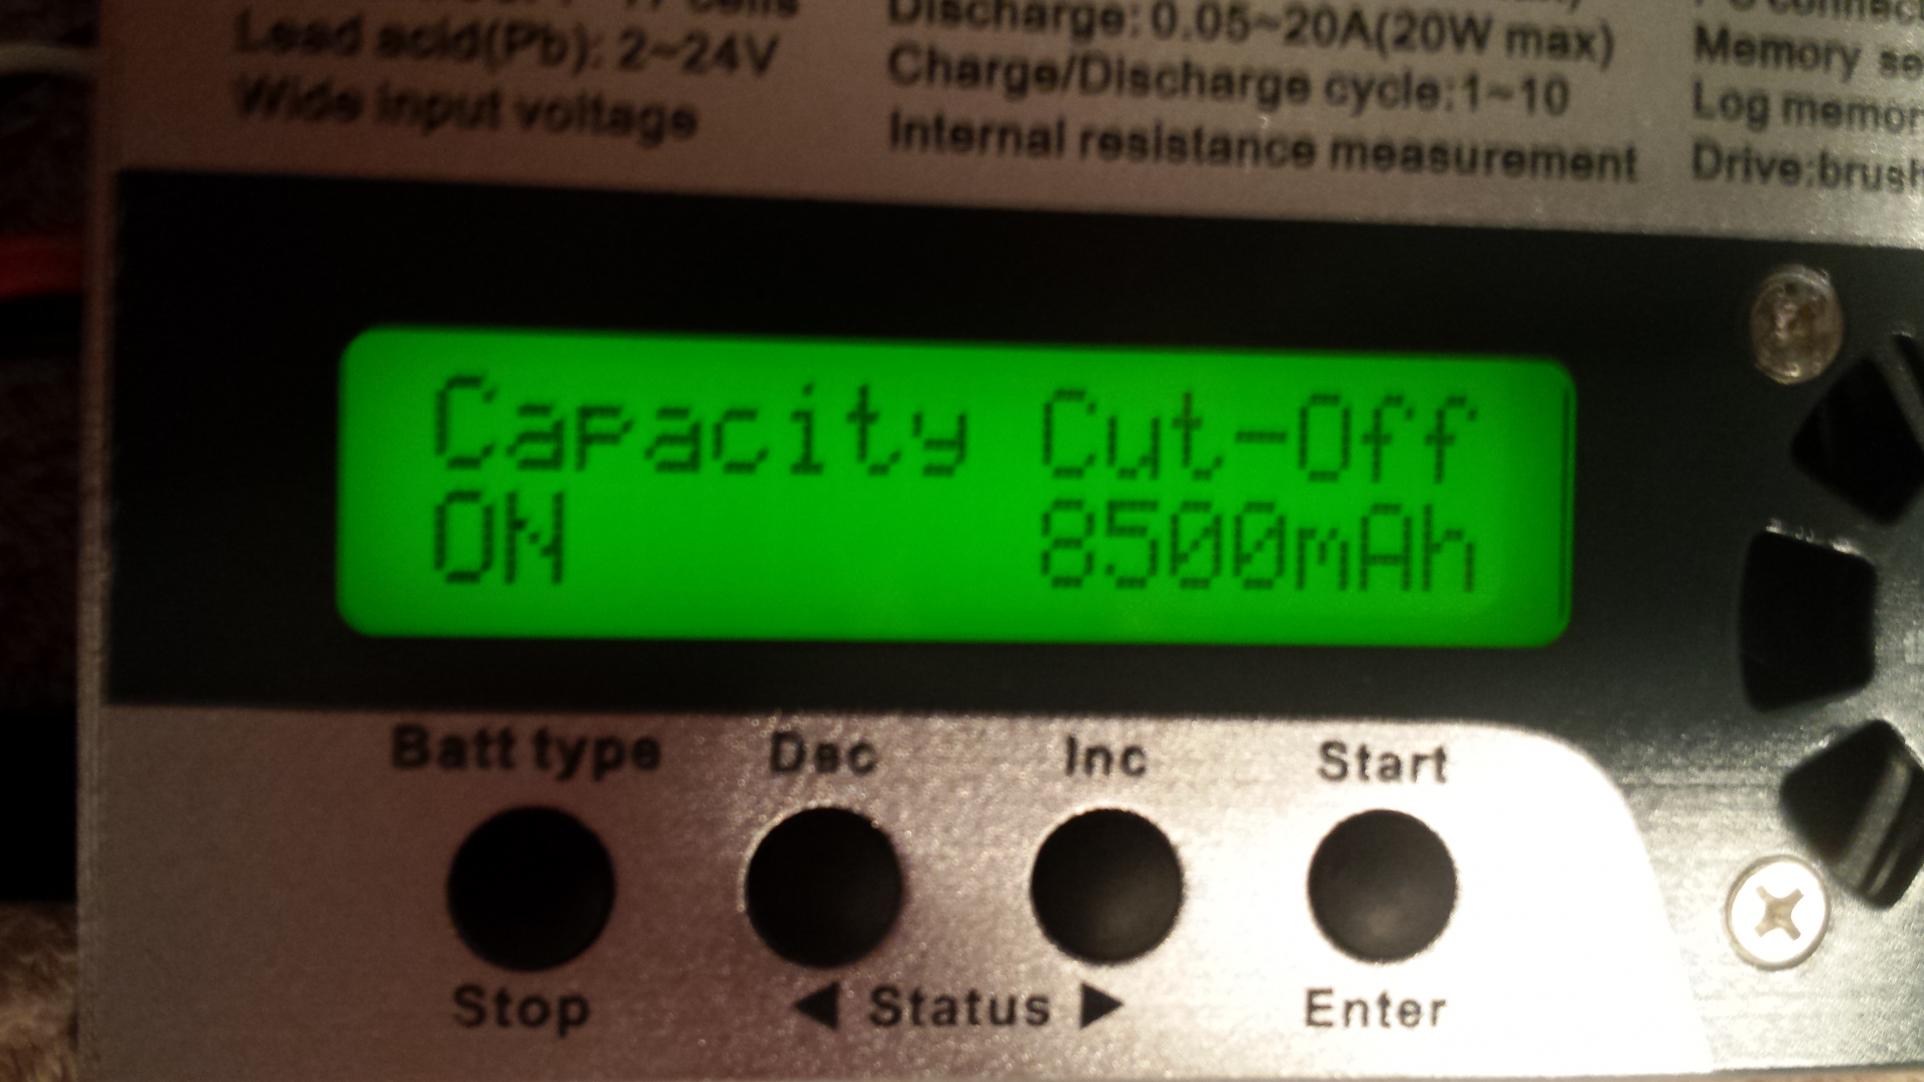 cells
Lead acid(Pb): 2~24V
Wide input voltage
Discharge: 0.05~20A(20W max)
Charge/Discharge cycle:1~10
Internal resistance measurement
Memory
Log
Drive:
Capacity Cut-Off
ON 8500mAh
Batt type Dec Inc Start
Stop ◀ Status ▶ Enter